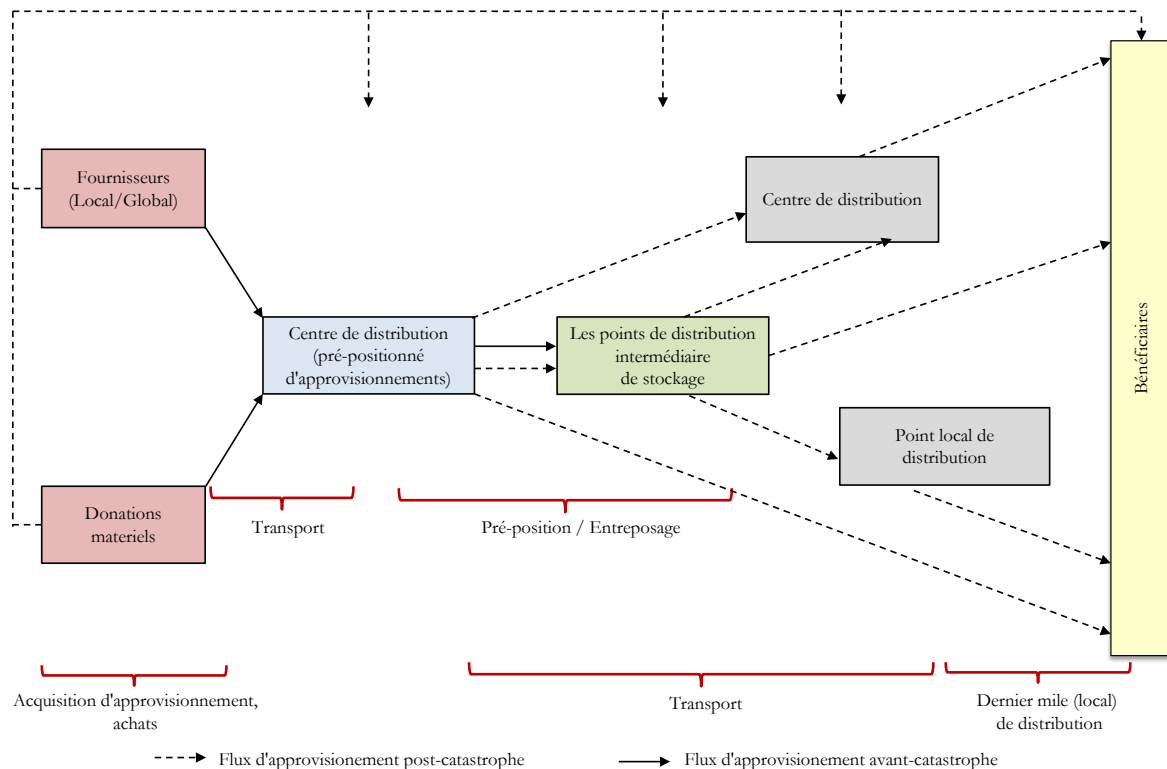 Fournisseurs
(Local/Global)
Centre de distribution
Centre de distribution
(pré-positionné
d'approvisionnements)
Les points de distribution
intermédiaire
de stockage
Bénéficiaires
Point local de
distribution
Donations
materiels
Transport
Pré-position / Entreposage
Acquisition d'approvisionnement,
achats
Transport
Dernier mile (local)
de distribution
Flux d'approvisionement post-catastrophe
Flux d'approvisionement avant-catastrophe